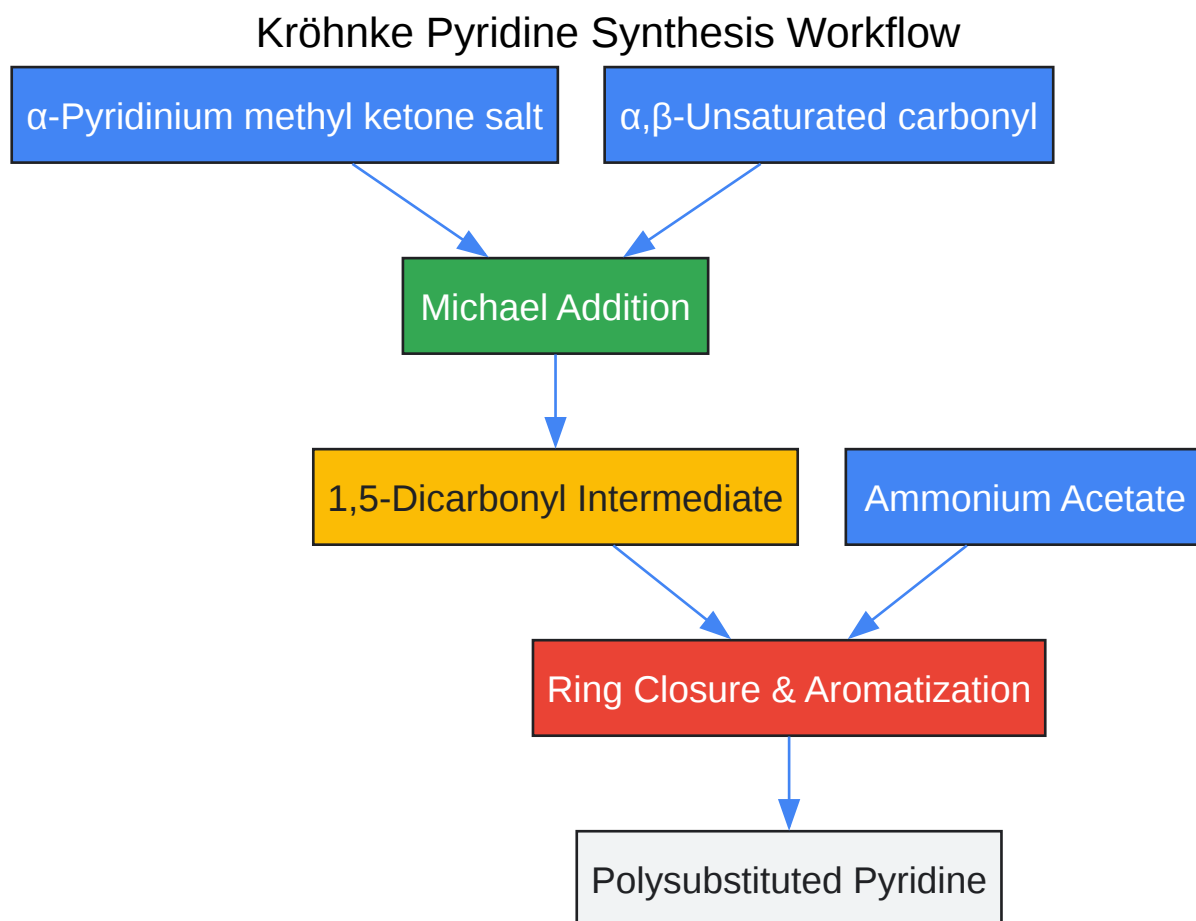 Kröhnke Pyridine Synthesis Workflow
α-Pyridinium methyl ketone salt
α,β-Unsaturated carbonyl
Michael Addition
1,5-Dicarbonyl Intermediate
Ammonium Acetate
Ring Closure & Aromatization
Polysubstituted Pyridine